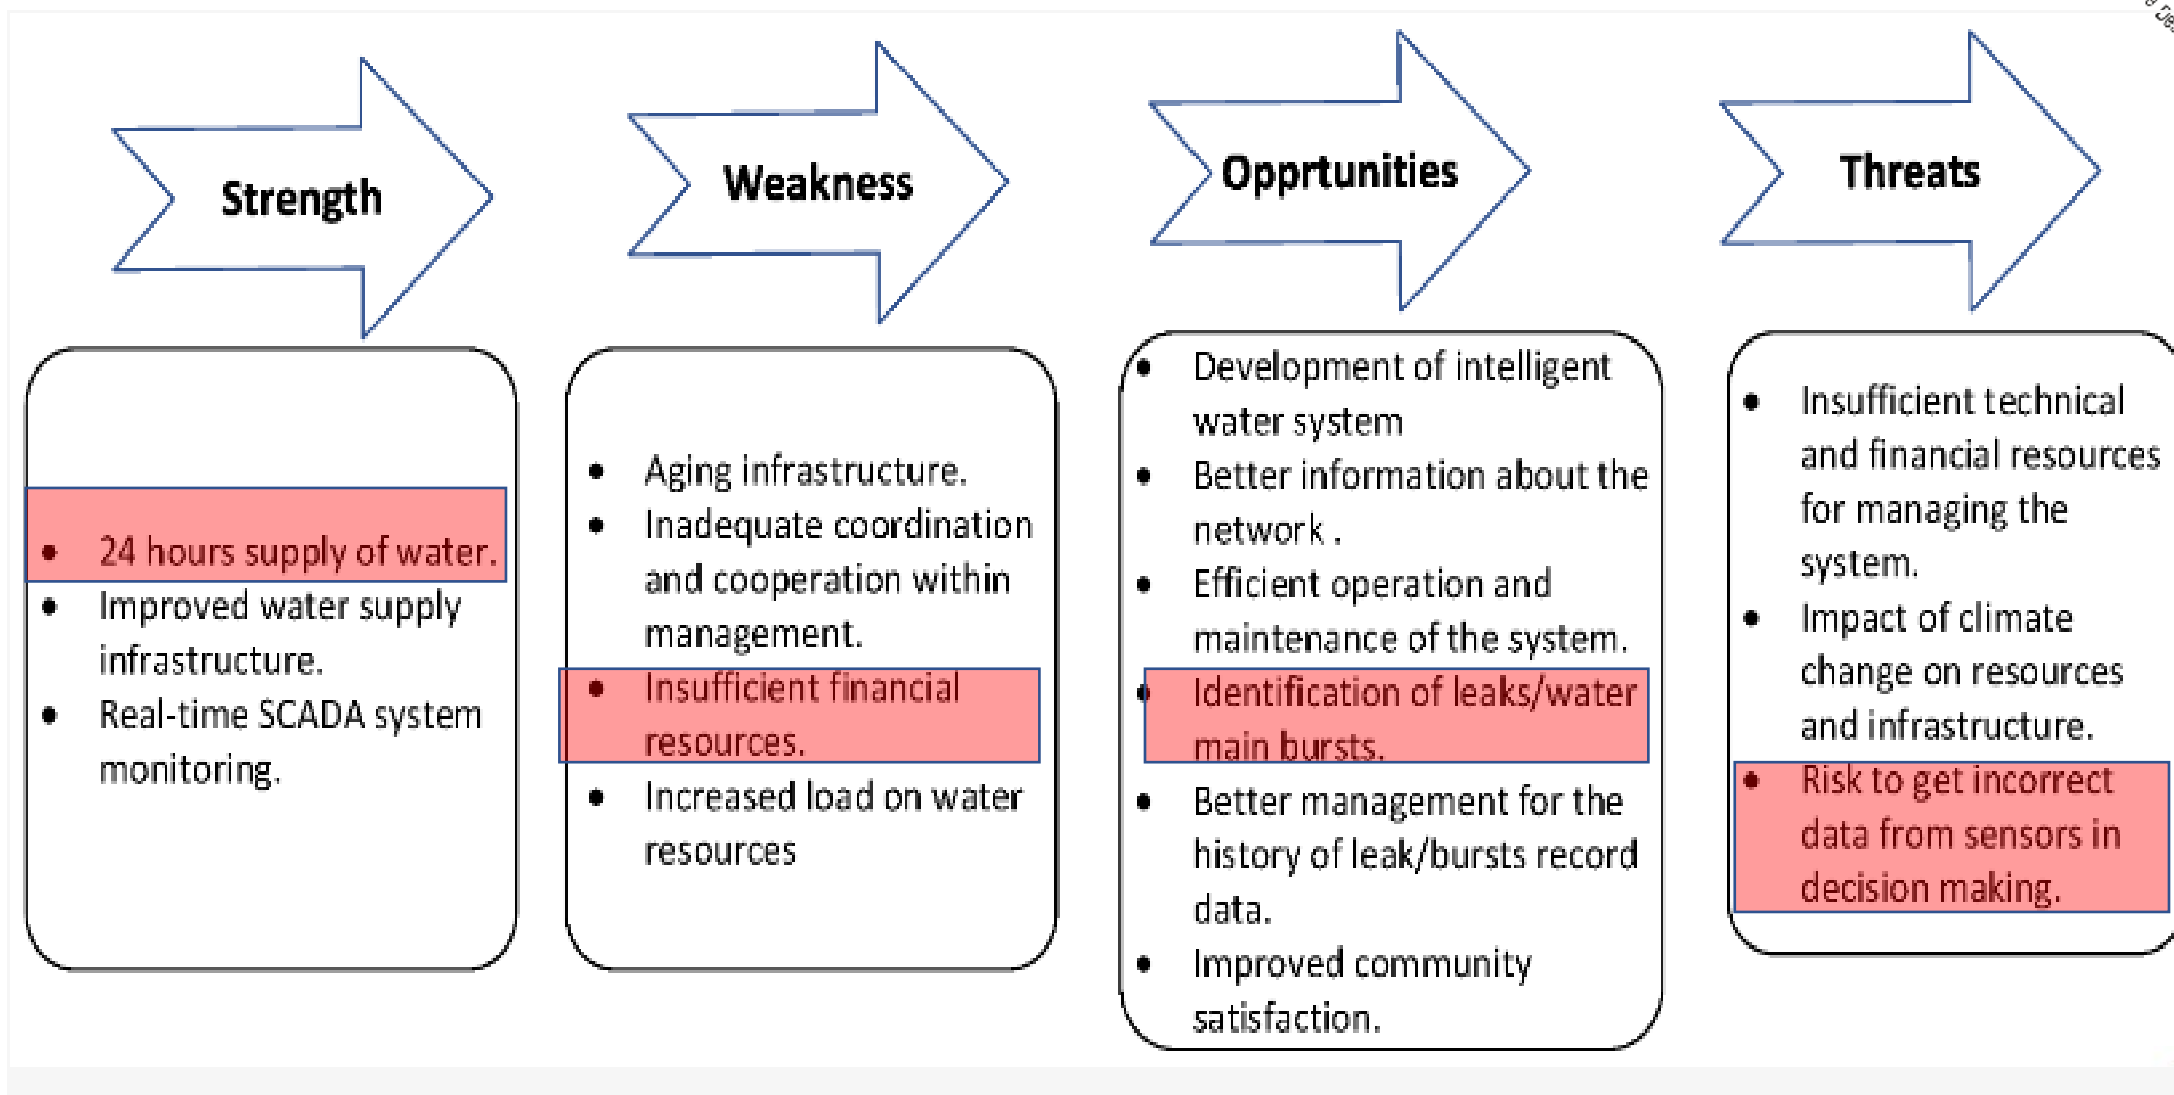 Strength
• 24 hours supply of water.
• Improved water supply
infrastructure.
• Real-time SCADA system
monitoring.
Weakness
• Aging infrastructure.
• Inadequate coordination
and cooperation within
management.
• Insufficient financial
resources.
• Increased load on water
resources
Opprtunities
• Development of intelligent
water system
• Better information about the
network .
• Efficient operation and
maintenance of the system.
• Identification of leaks/water
main bursts.
• Better management for the
history of leak/bursts record
data.
• Improved community
satisfaction.
Threats
• Insufficient technical
and financial resources
for managing the
system.
• Impact of climate
change on resources
and infrastructure.
• Risk to get incorrect
data from sensors in
decision making.